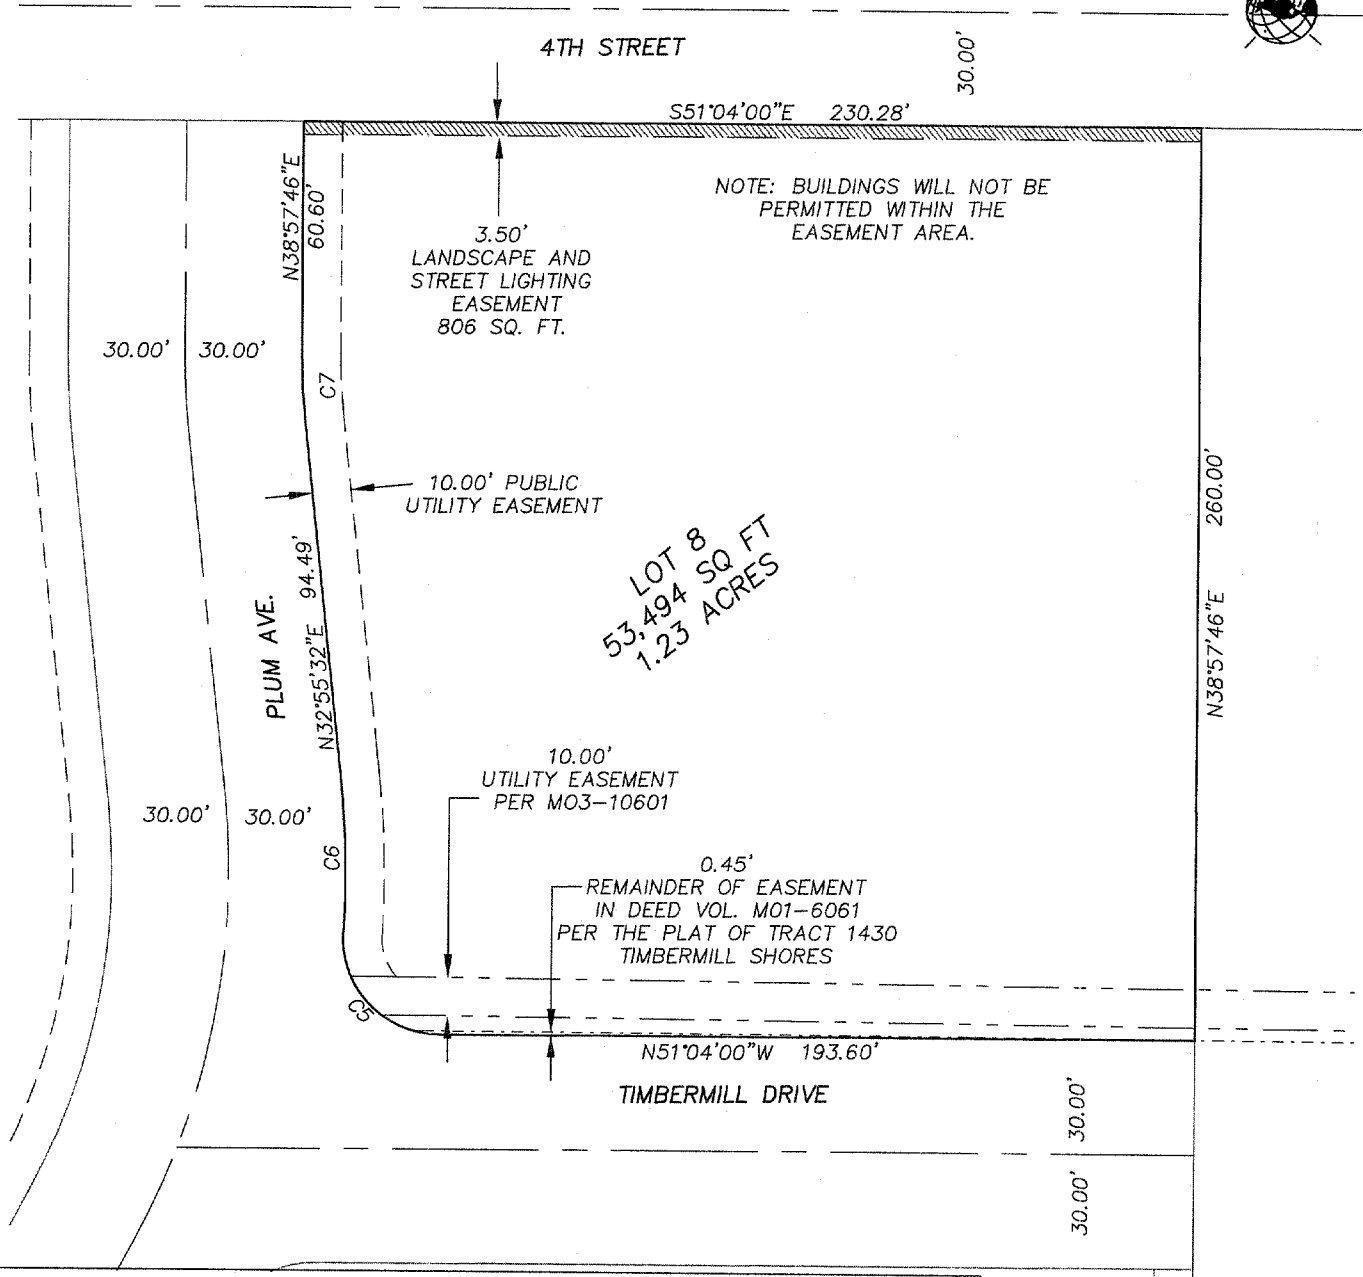 4TH STREET
30.00'
S51°04'00"E 230.28'
N38°57'46"E
60.60'
NOTE: BUILDINGS WILL NOT BE
PERMITTED WITHIN THE
EASEMENT AREA.
3.50'
LANDSCAPE AND
STREET LIGHTING
EASEMENT
806 SQ. FT.
30.00'
30.00'
C7
10.00' PUBLIC
UTILITY EASEMENT
LOT 8
53,494 SQ FT
1.23 ACRES
N38°57'46"E 260.00'
PLUM AVE.
N32°55'32"E 94.49'
10.00'
UTILITY EASEMENT
PER MO3-10601
30.00'
30.00'
C6
0.45'
REMAINDER OF EASEMENT
IN DEED VOL. M01-6061
PER THE PLAT OF TRACT 1430
TIMBERMILL SHORES
C5
N51°04'00"W 193.60'
TIMBERMILL DRIVE
30.00'
30.00'